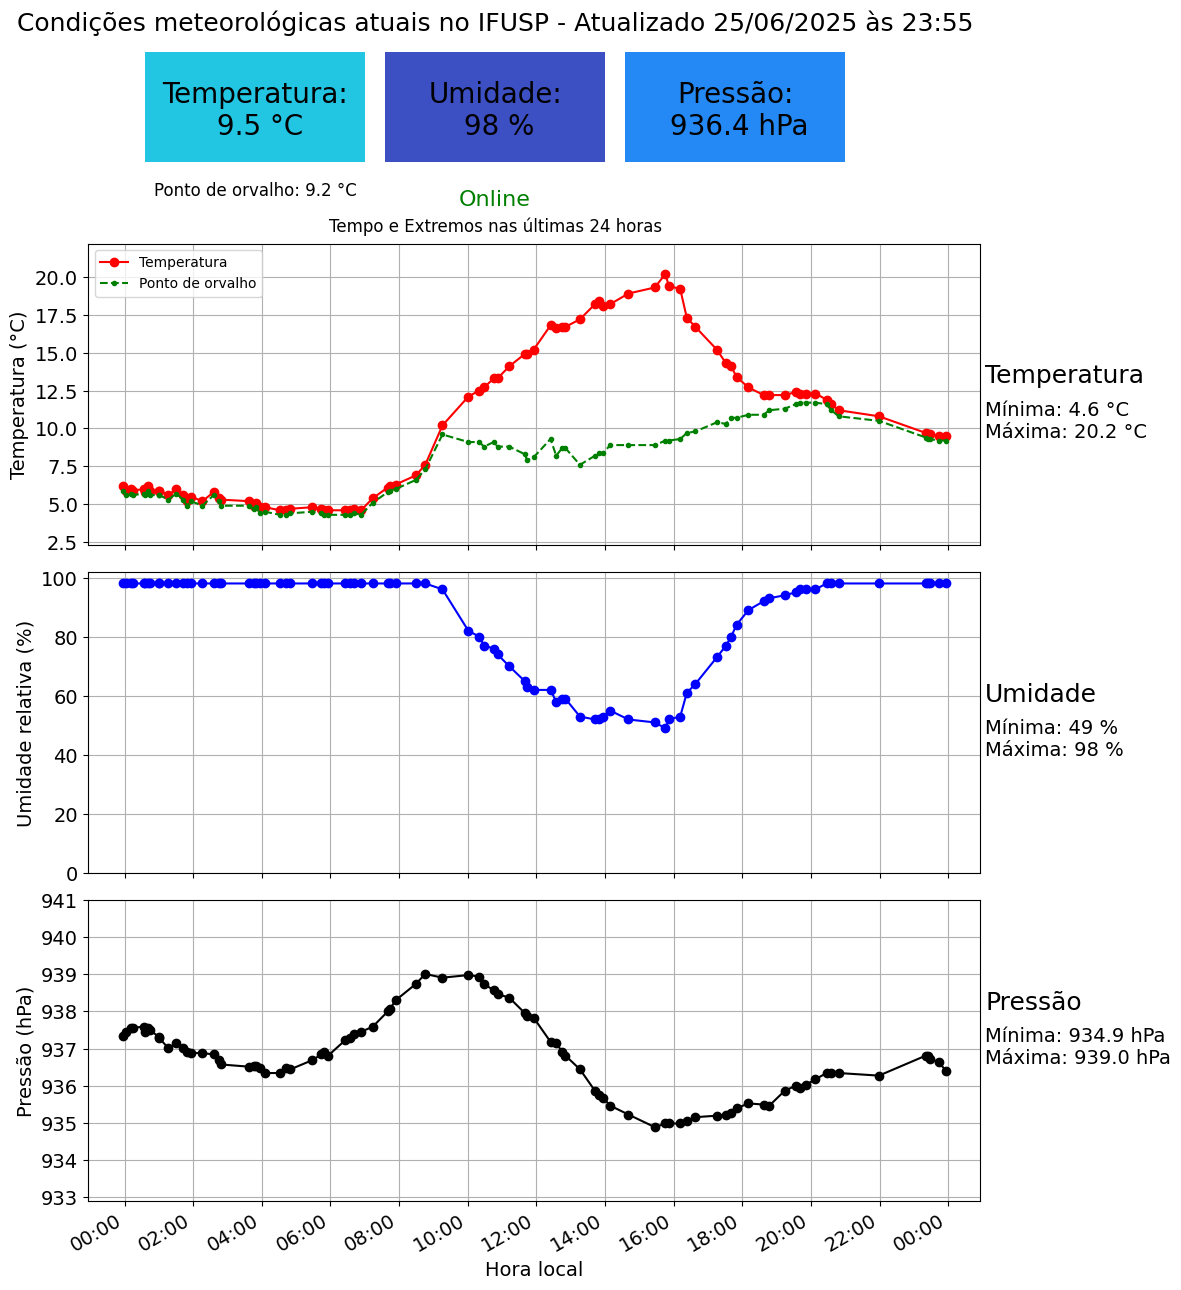 Condições meteorológicas atuais no IFUSP - Atualizado 25/06/2025 às 23:55
Temperatura:
9.5 °C
Umidade:
98 %
Pressão:
936.4 hPa
Ponto de orvalho: 9.2 °C
Online
Tempo e Extremos nas últimas 24 horas
Temperatura
Ponto de orvalho
Temperatura (°C)
20.0
17.5
15.0
12.5
10.0
7.5
5.0
2.5
Temperatura
Mínima: 4.6 °C
Máxima: 20.2 °C
Umidade relativa (%)
100
80
60
40
20
0
Umidade
Mínima: 49 %
Máxima: 98 %
Pressão (hPa)
941
940
939
938
937
936
935
934
933
Pressão
Mínima: 934.9 hPa
Máxima: 939.0 hPa
00:00 02:00 04:00 06:00 08:00 10:00 12:00 14:00 16:00 18:00 20:00 22:00 00:00
Hora local